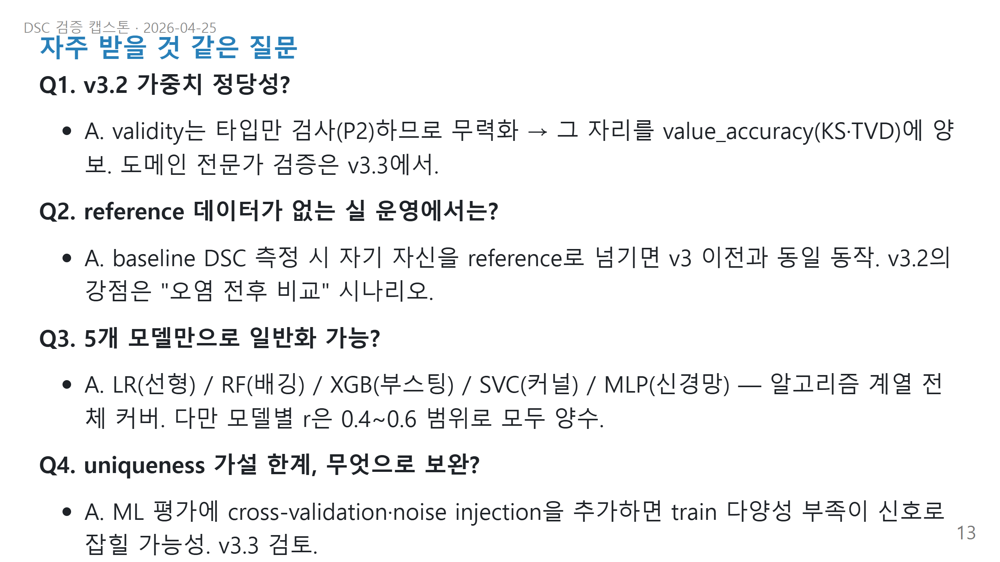 DSC 검증 캡스톤 · 2026-04-25
자주 받을 것 같은 질문
Q1. v3.2 가중치 정당성?
● A. validity는 타입만 검사(P2)하므로 무력화 → 그 자리를 value_accuracy(KS·TVD)에 양
보. 도메인 전문가 검증은 v3.3에서.
Q2. reference 데이터가 없는 실 운영에서는?
● A. baseline DSC 측정 시 자기 자신을 reference로 넘기면 v3 이전과 동일 동작. v3.2의
강점은 "오염 전후 비교" 시나리오.
Q3. 5개 모델만으로 일반화 가능?
● A. LR(선형) / RF(배깅) / XGB(부스팅) / SVC(커널) / MLP(신경망) — 알고리즘 계열 전
체 커버. 다만 모델별 r은 0.4~0.6 범위로 모두 양수.
Q4. uniqueness 가설 한계, 무엇으로 보완?
● A. ML 평가에 cross-validation·noise injection을 추가하면 train 다양성 부족이 신호로
잡힐 가능성. v3.3 검토.
13